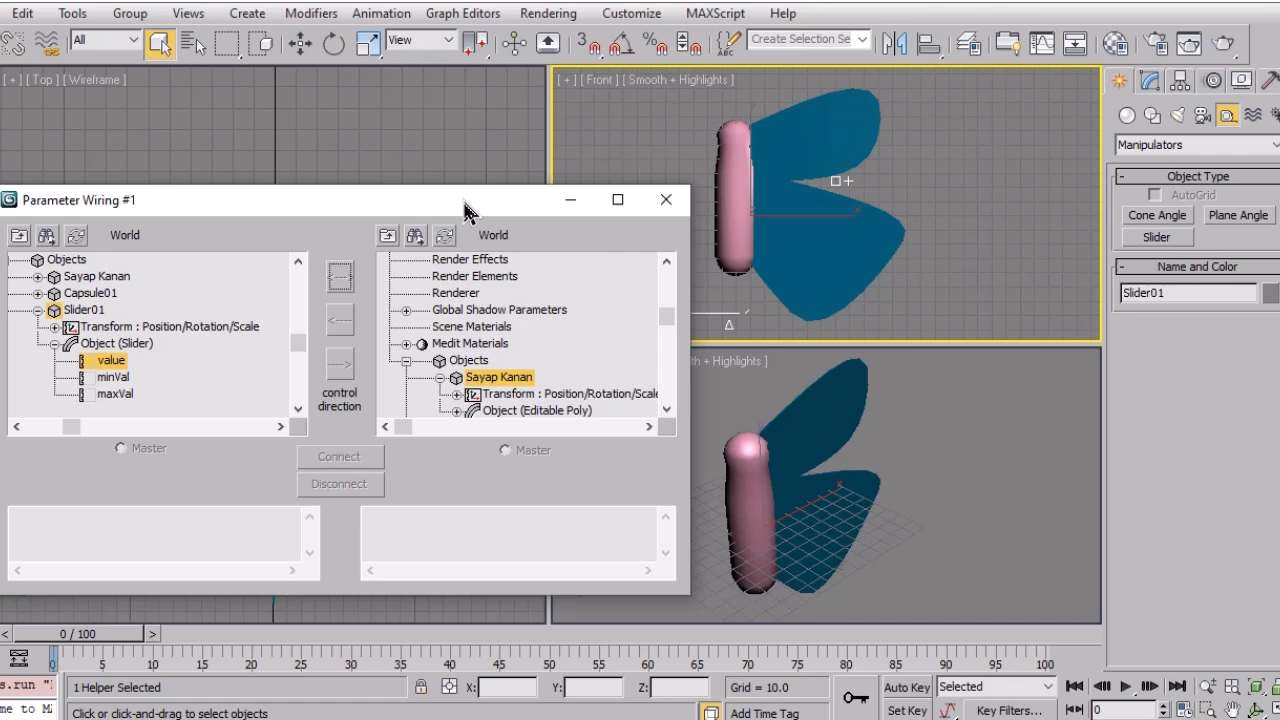 Edit Tools Group Views Create Modifiers Animation Graph Editors Rendering Customize MAXScript Help
All View 3 % ABC Create Selection Se
[ + ] [ Top ] [ Wireframe ]
[ + ] [ Front ] [ Smooth + Highlights ]
Manipulators
- Object Type
AutoGrid
Cone Angle Plane Angle
Slider
- Name and Color
Slider01
Parameter Wiring #1
World
World
Objects
Sayap Kanan
Capsule01
Slider01
Transform : Position/Rotation/Scale
Object (Slider)
value
minVal
maxVal
<--->
<---
--->
control
direction
Render Effects
Render Elements
Renderer
Global Shadow Parameters
Scene Materials
Medit Materials
Objects
Sayap Kanan
Transform : Position/Rotation/Scale
Object (Editable Poly)
Master
Master
Connect
Disconnect
x
th + Highlights ]
x
< 0 / 100 >
0 5 10 15 20 25 30 35 40 45 50 55 60 65 70 75 80 85 90 95 100
s.run "
1 Helper Selected X: Y: Z: Grid = 10.0 Auto Key Selected
Click or click-and-drag to select objects Add Time Tag Set Key Key Filters... 0